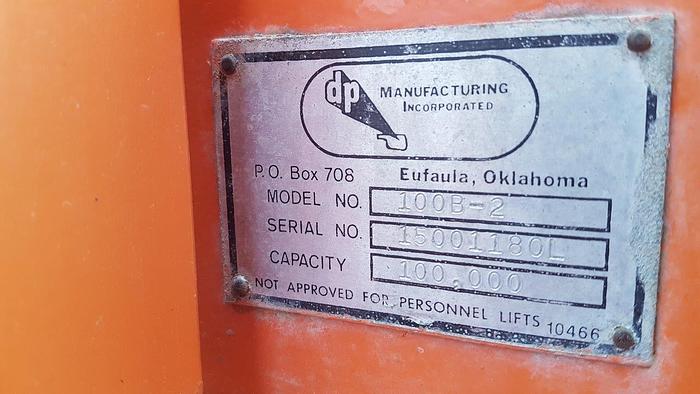 dp MANUFACTURING
INCORPORATED
P.O. Box 708 Eufaula, Oklahoma
MODEL NO. 100B-2
SERIAL NO. 15001180L
CAPACITY 100,000
NOT APPROVED FOR PERSONNEL LIFTS 10466